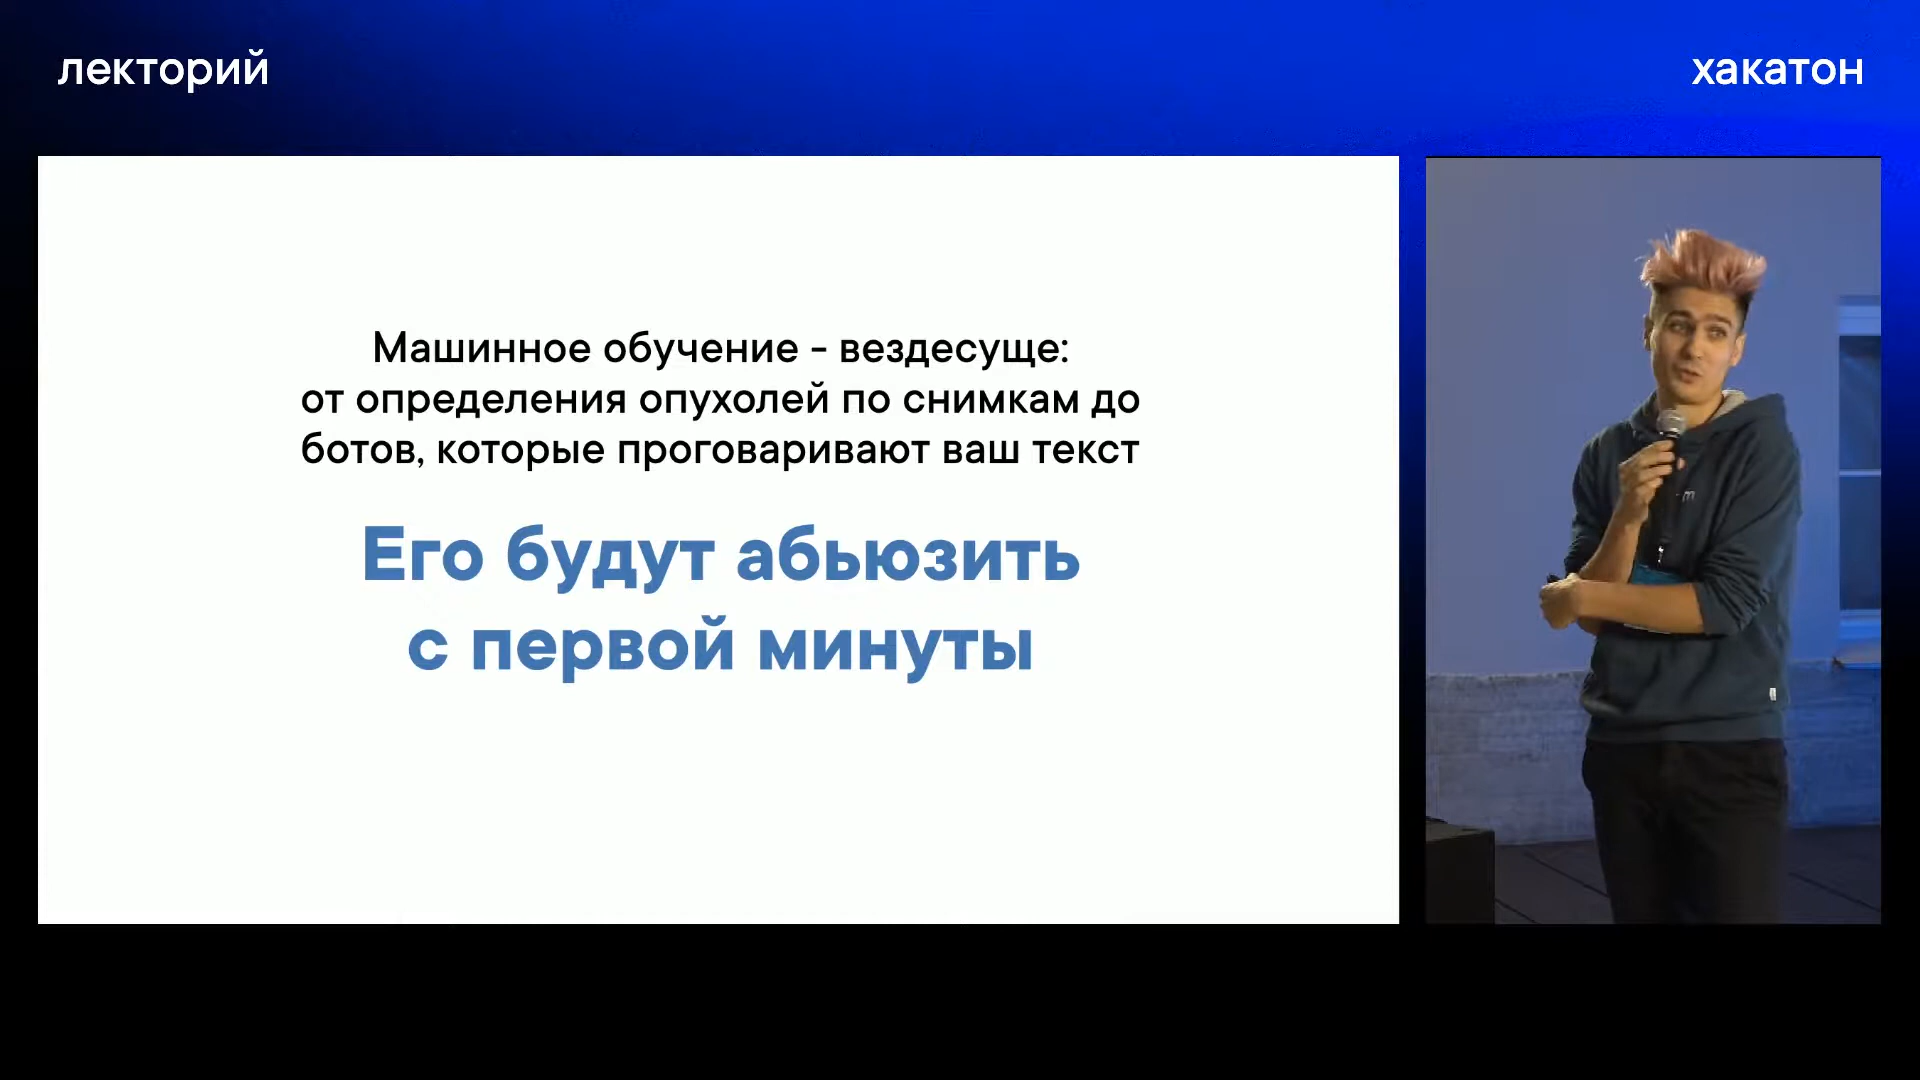 лекторий
хакатон
Машинное обучение - вездесуще:
от определения опухолей по снимкам до
ботов, которые проговаривают ваш текст
Его будут абьюзить
с первой минуты